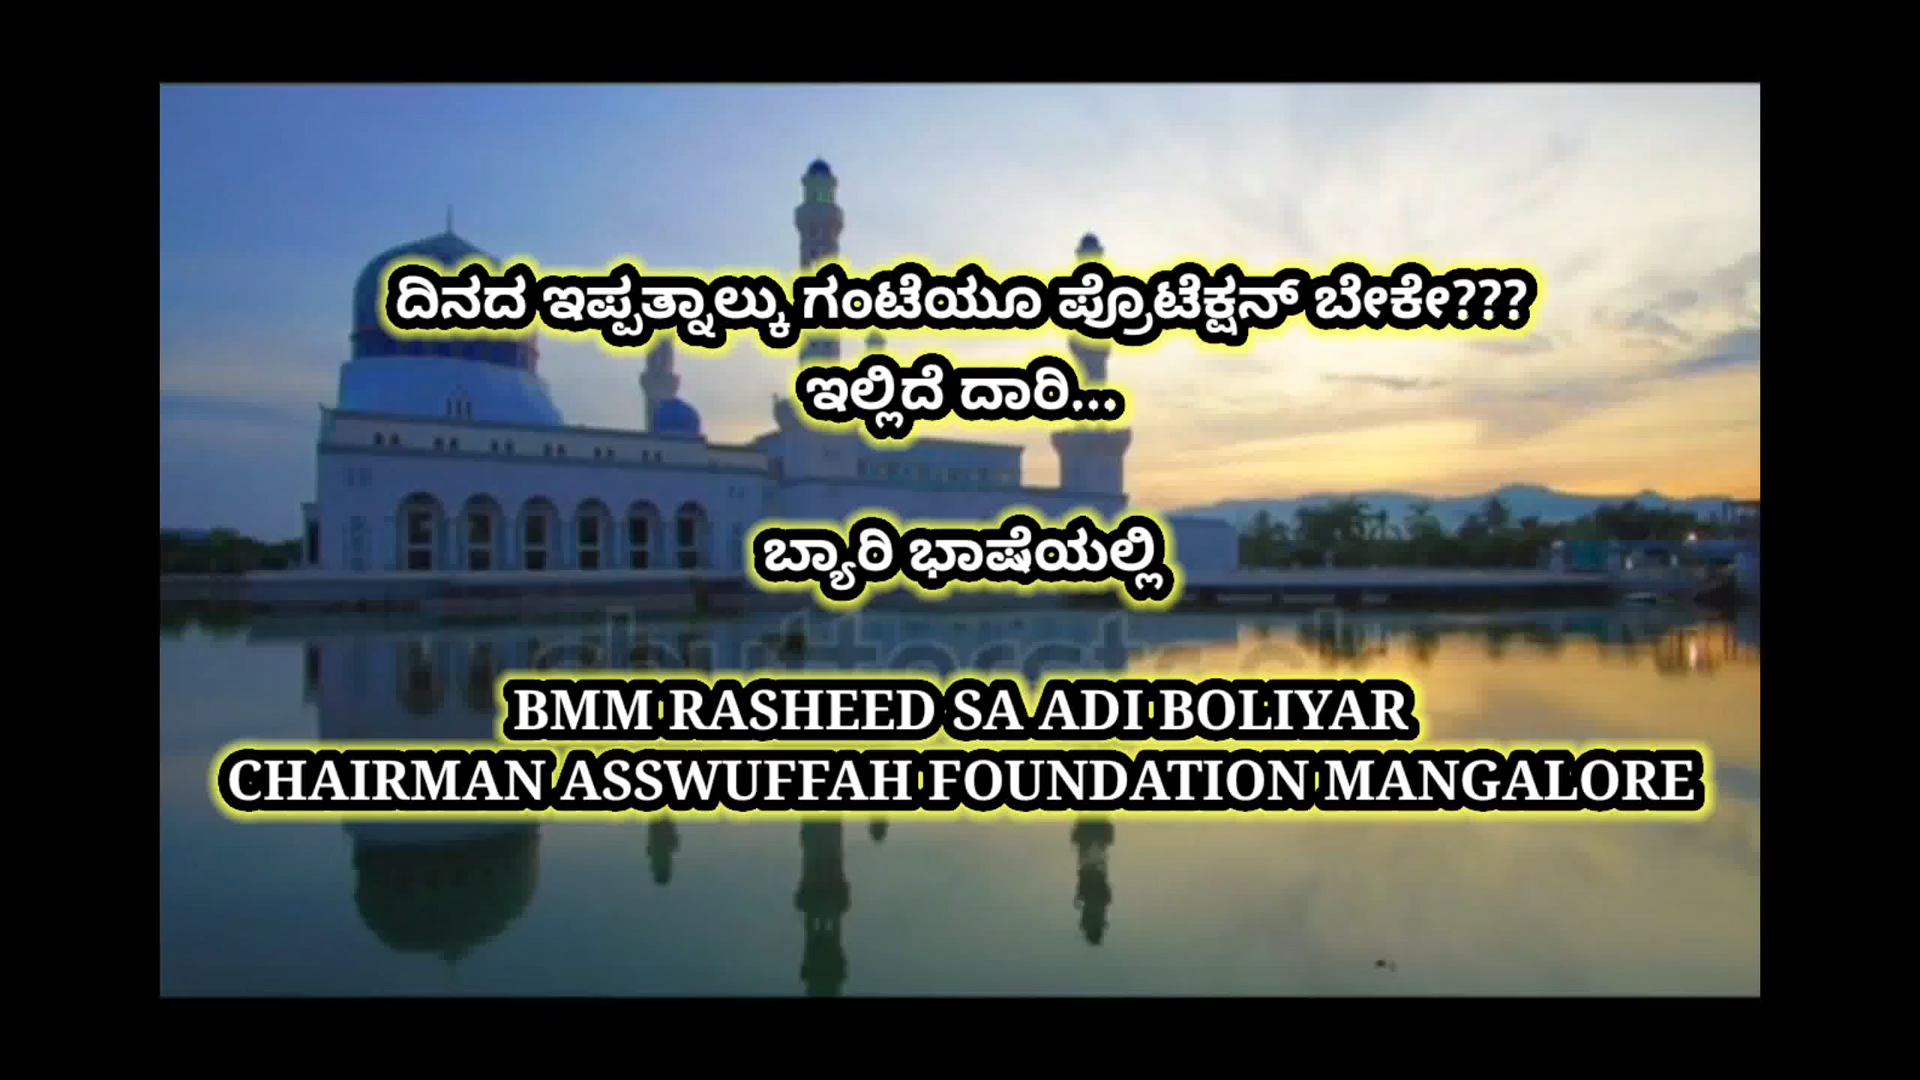 ದಿನದ ಇಪ್ಪತ್ನಾಲ್ಕು ಗಂಟೆಯೂ ಪ್ರೊಟೆಕ್ಷನ್ ಬೇಕೇ???
ಇಲ್ಲಿದೆ ದಾರಿ...
ಬ್ಯಾರಿ ಭಾಷೆಯಲ್ಲಿ
BMM RASHEED SA ADI BOLIYAR
CHAIRMAN ASSWUFFAH FOUNDATION MANGALORE